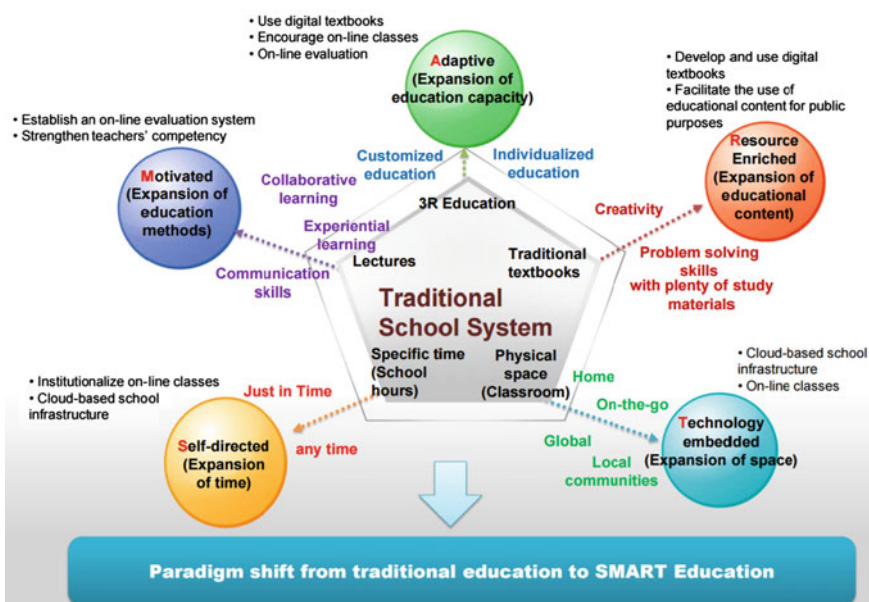 • Use digital textbooks
• Encourage on-line classes
• On-line evaluation
Adaptive
(Expansion of
education capacity)
• Develop and use digital
textbooks
• Facilitate the use of
educational content for public
purposes
• Establish an on-line evaluation system
• Strengthen teachers' competency
Motivated
(Expansion of
education
methods)
Resource
Enriched
(Expansion of
educational
content)
Customized
education
Individualized
education
Collaborative
learning
Experiential
learning
Communication
skills
3R Education
Lectures
Traditional
textbooks
Creativity
Problem solving
skills
with plenty of study
materials
Traditional
School System
Specific time
(School
hours)
Physical
space
(Classroom)
• Institutionalize on-line classes
• Cloud-based school
infrastructure
Just in Time
any time
Self-directed
(Expansion
of time)
Home
On-the-go
Global
Local
communities
• Cloud-based school
infrastructure
• On-line classes
Technology
embedded
(Expansion of space)
Paradigm shift from traditional education to SMART Education